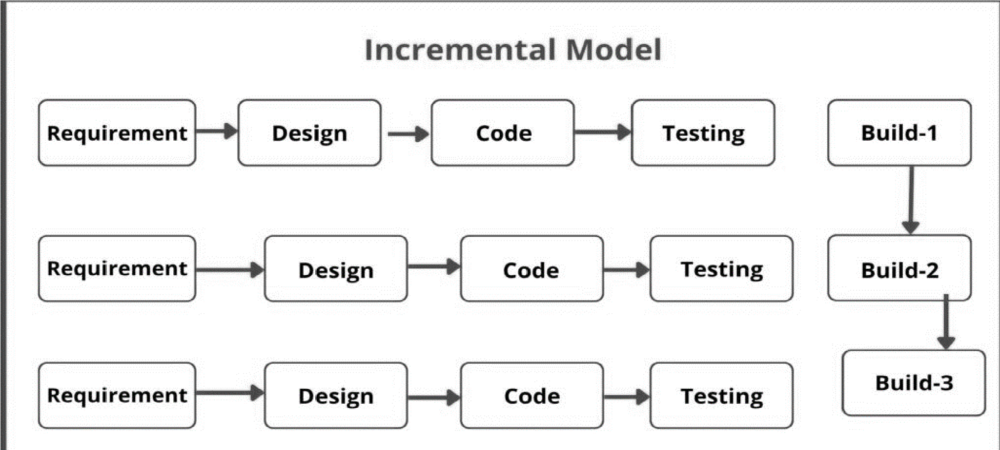 Incremental Model
Requirement Design Code Testing Build-1
Requirement Design Code Testing Build-2
Requirement Design Code Testing Build-3